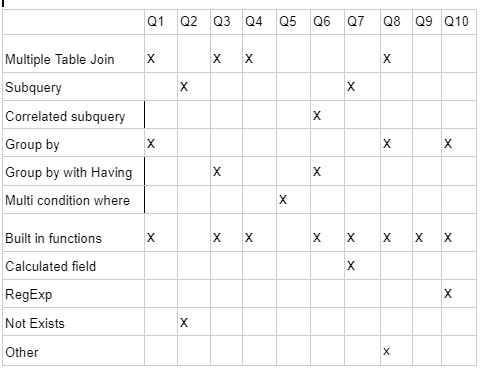 Q1 Q2 Q3 Q4 Q5 Q6 Q7 Q8 Q9 Q10
Multiple Table Join X X X X
Subquery X X
Correlated subquery X
Group by X X X
Group by with Having X X
Multi condition where X
Built in functions X X X X X X X X
Calculated field X
RegExp X
Not Exists X
Other x